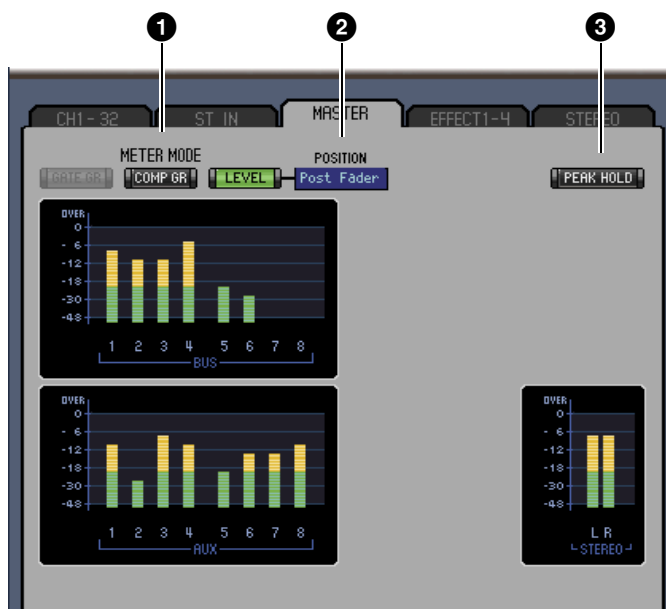 1 2 3
CH1-32 ST IN MASTER EFFECT1-4 STEREO
METER MODE POSITION
GATE GR COMP GR LEVEL Post Fader PEAK HOLD
OVER
0
-6
-12
-18
-30
-48
1 2 3 4 5 6 7 8
BUS
OVER
0
-6
-12
-18
-30
-48
1 2 3 4 5 6 7 8
AUX
OVER
0
-6
-12
-18
-30
-48
L R
STEREO